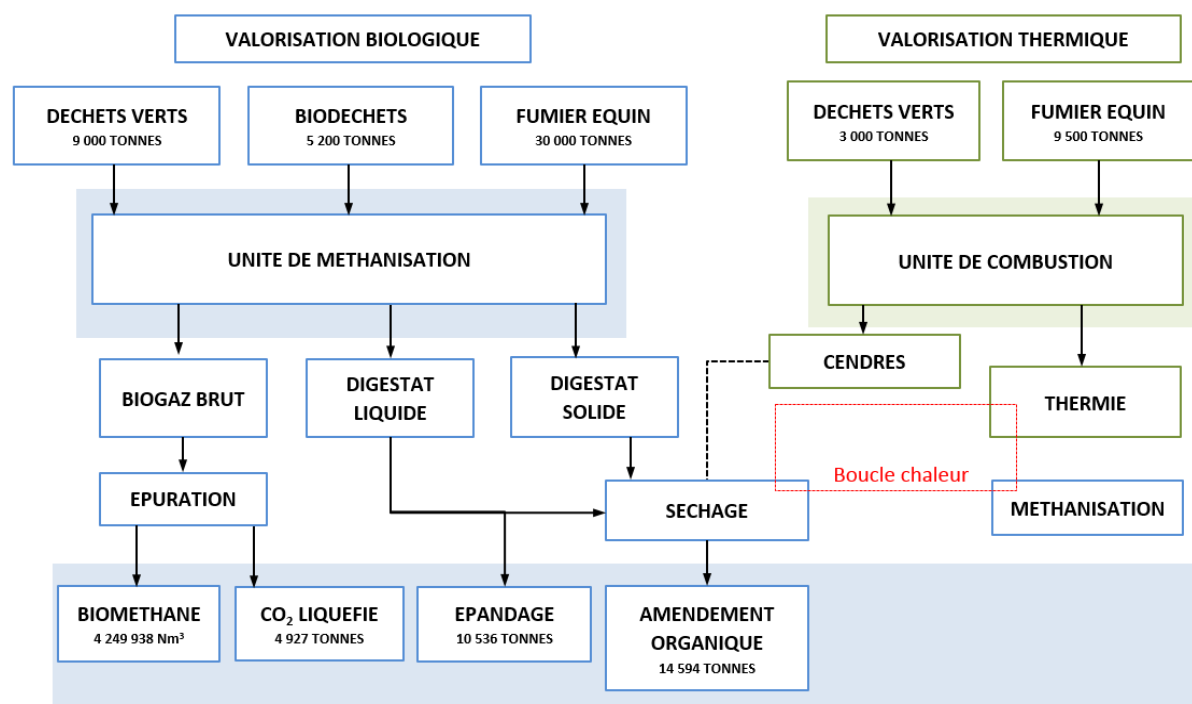 VALORISATION BIOLOGIQUE
VALORISATION THERMIQUE
DECHETS VERTS
9 000 TONNES
BIODECHETS
5 200 TONNES
FUMIER EQUIN
30 000 TONNES
DECHETS VERTS
3 000 TONNES
FUMIER EQUIN
9 500 TONNES
UNITE DE METHANISATION
UNITE DE COMBUSTION
BIOGAZ BRUT
DIGESTAT
LIQUIDE
DIGESTAT
SOLIDE
CENDRES
THERMIE
Boucle chaleur
EPURATION
SECHAGE
METHANISATION
BIOMETHANE
4 249 938 Nm³
CO₂ LIQUEFIE
4 927 TONNES
EPANDAGE
10 536 TONNES
AMENDEMENT
ORGANIQUE
14 594 TONNES